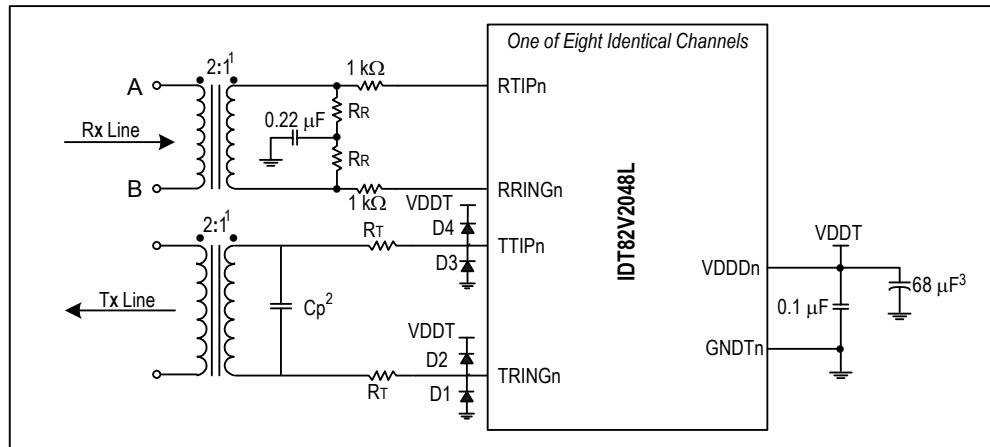 One of Eight Identical Channels
A
2:1¹
1 kΩ
RTIPn
RR
0.22 µF
Rx Line
RR
B
1 kΩ
RRINGn
2:1¹
RT
VDDT
D4
TTIPn
D3
Cp²
Tx Line
VDDT
D2
TRINGn
RT
D1
IDT82V2048L
VDDT
VDDDn
68 µF³
0.1 µF
GNDTn